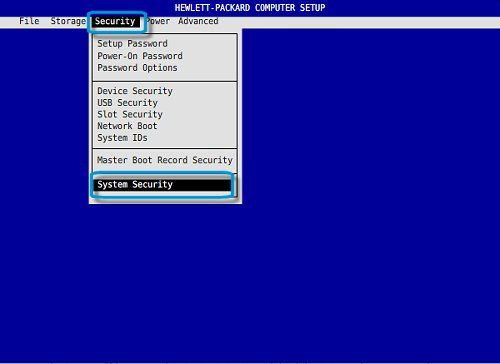 HEWLETT-PACKARD COMPUTER SETUP
File Storage Security Power Advanced
Setup Password
Power-On Password
Password Options
Device Security
USB Security
Slot Security
Network Boot
System IDs
Master Boot Record Security
System Security